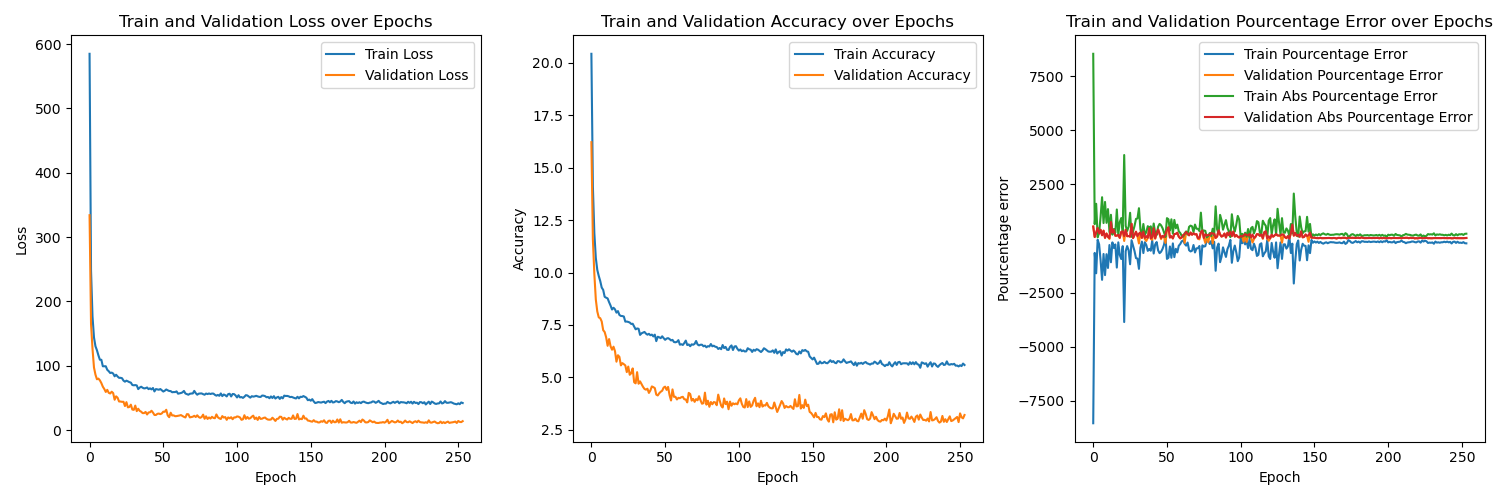 Train and Validation Loss over Epochs
Train Loss
Validation Loss
600
500
400
300
200
100
0
Loss
0 50 100 150 200 250
Epoch
Train and Validation Accuracy over Epochs
Train Accuracy
Validation Accuracy
20.0
17.5
15.0
12.5
10.0
7.5
5.0
2.5
Accuracy
0 50 100 150 200 250
Epoch
Train and Validation Pourcentage Error over Epochs
Train Pourcentage Error
Validation Pourcentage Error
Train Abs Pourcentage Error
Validation Abs Pourcentage Error
7500
5000
2500
0
−2500
−5000
−7500
Pourcentage error
0 50 100 150 200 250
Epoch